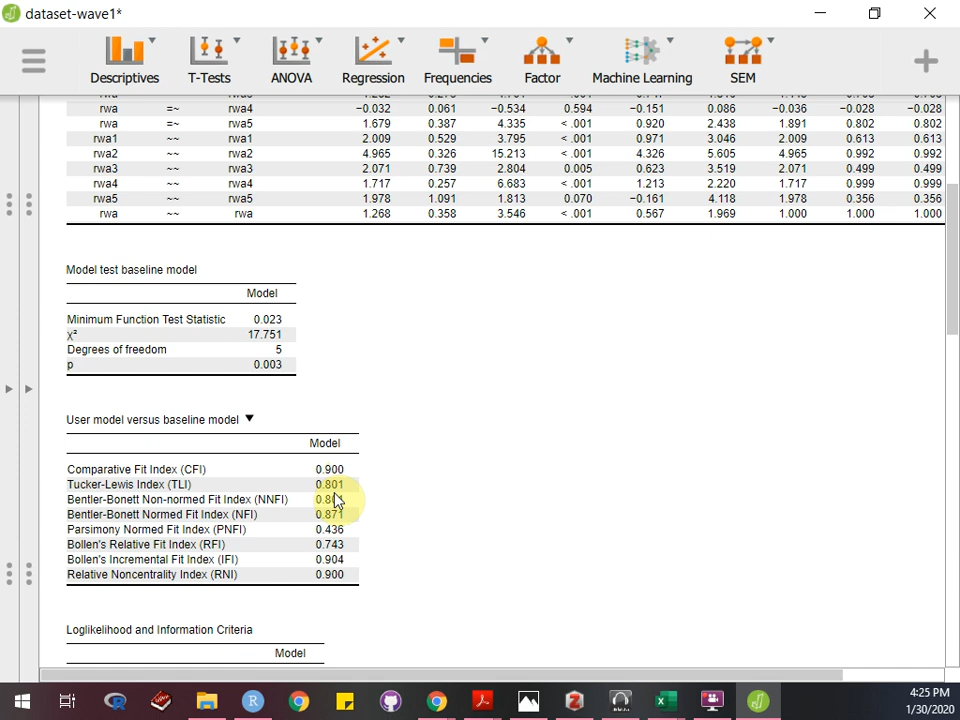 dataset-wave1*
Descriptives T-Tests ANOVA Regression Frequencies Factor Machine Learning SEM
rwa =~ rwa4 −0.032 0.061 −0.534 0.594 −0.151 0.086 −0.036 −0.028 −0.028
rwa =~ rwa5 1.679 0.387 4.335 < .001 0.920 2.438 1.891 0.802 0.802
rwa1 ~~ rwa1 2.009 0.529 3.795 < .001 0.971 3.046 2.009 0.613 0.613
rwa2 ~~ rwa2 4.965 0.326 15.213 < .001 4.326 5.605 4.965 0.992 0.992
rwa3 ~~ rwa3 2.071 0.739 2.804 0.005 0.623 3.519 2.071 0.499 0.499
rwa4 ~~ rwa4 1.717 0.257 6.683 < .001 1.213 2.220 1.717 0.999 0.999
rwa5 ~~ rwa5 1.978 1.091 1.813 0.070 −0.161 4.118 1.978 0.356 0.356
rwa ~~ rwa 1.268 0.358 3.546 < .001 0.567 1.969 1.000 1.000 1.000
Model test baseline model
Model
Minimum Function Test Statistic 0.023
χ² 17.751
Degrees of freedom 5
p 0.003
User model versus baseline model ▼
Model
Comparative Fit Index (CFI) 0.900
Tucker-Lewis Index (TLI) 0.801
Bentler-Bonett Non-normed Fit Index (NNFI)
Bentler-Bonett Normed Fit Index (NFI) 0.871
Parsimony Normed Fit Index (PNFI) 0.436
Bollen's Relative Fit Index (RFI) 0.743
Bollen's Incremental Fit Index (IFI) 0.904
Relative Noncentrality Index (RNI) 0.900
Loglikelihood and Information Criteria
Model
4:25 PM
1/30/2020